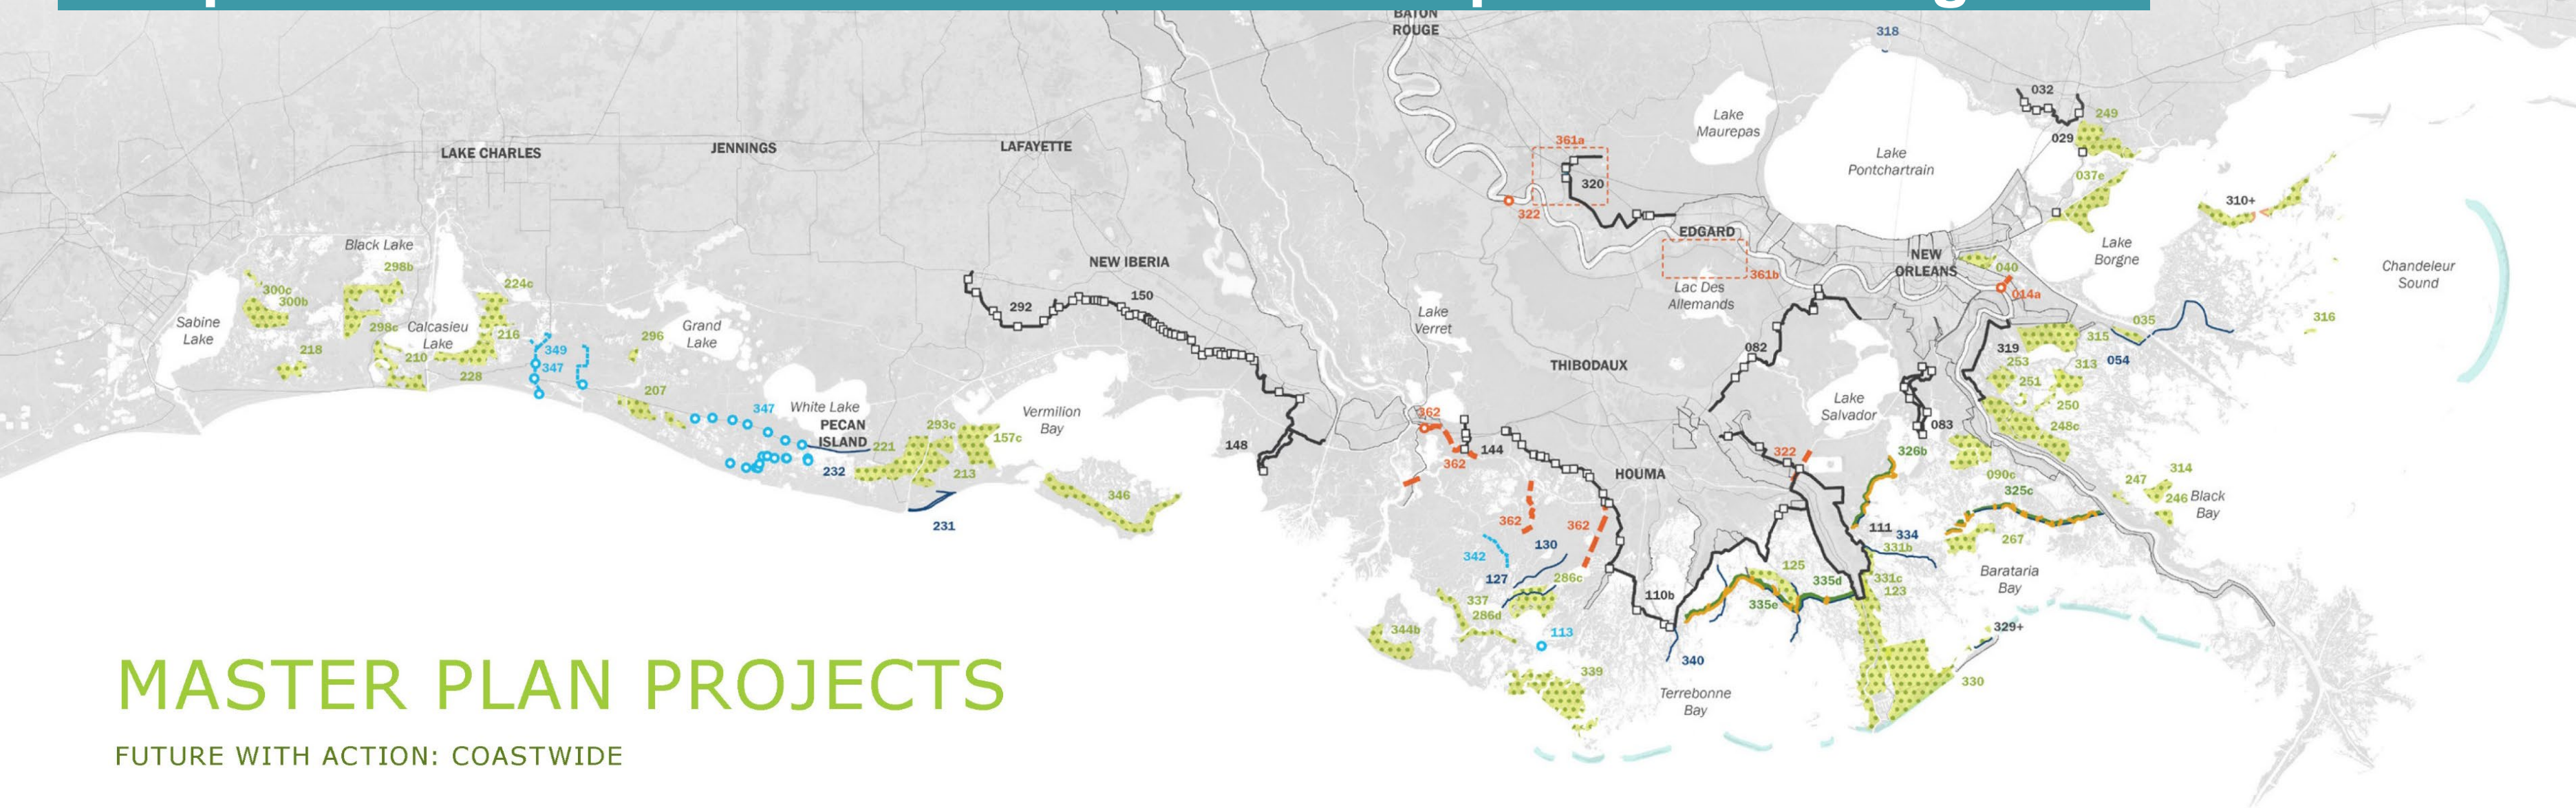 BATON
ROUGE
318
032
249
029
Lake
Maurepas
361a
LAKE CHARLES
JENNINGS
LAFAYETTE
Lake
Pontchartrain
320
037e
310+
322
EDGARD
Black Lake
298b
NEW IBERIA
Lake
Borgne
NEW
ORLEANS
040
Chandeleur
Sound
361b
Lac Des
Allemands
014a
300c
300b
224c
292
150
Sabine
Lake
298c
Calcasieu
Lake
216
Grand
Lake
296
Lake
Verret
316
035
315
054
218
210
228
349
347
THIBODAUX
082
319
253
313
251
207
347
White Lake
PECAN
ISLAND
Vermilion
Bay
362
Lake
Salvador
250
248c
083
293c
157c
221
232
213
148
144
362
322
326b
HOUMA
090c
325c
314
247
246
Black
Bay
346
231
362
362
111
334
331b
267
342
130
127
286c
125
335d
331c
123
Barataria
Bay
337
286d
110b
335e
344b
113
329+
340
339
330
Terrebonne
Bay
MASTER PLAN PROJECTS
FUTURE WITH ACTION: COASTWIDE